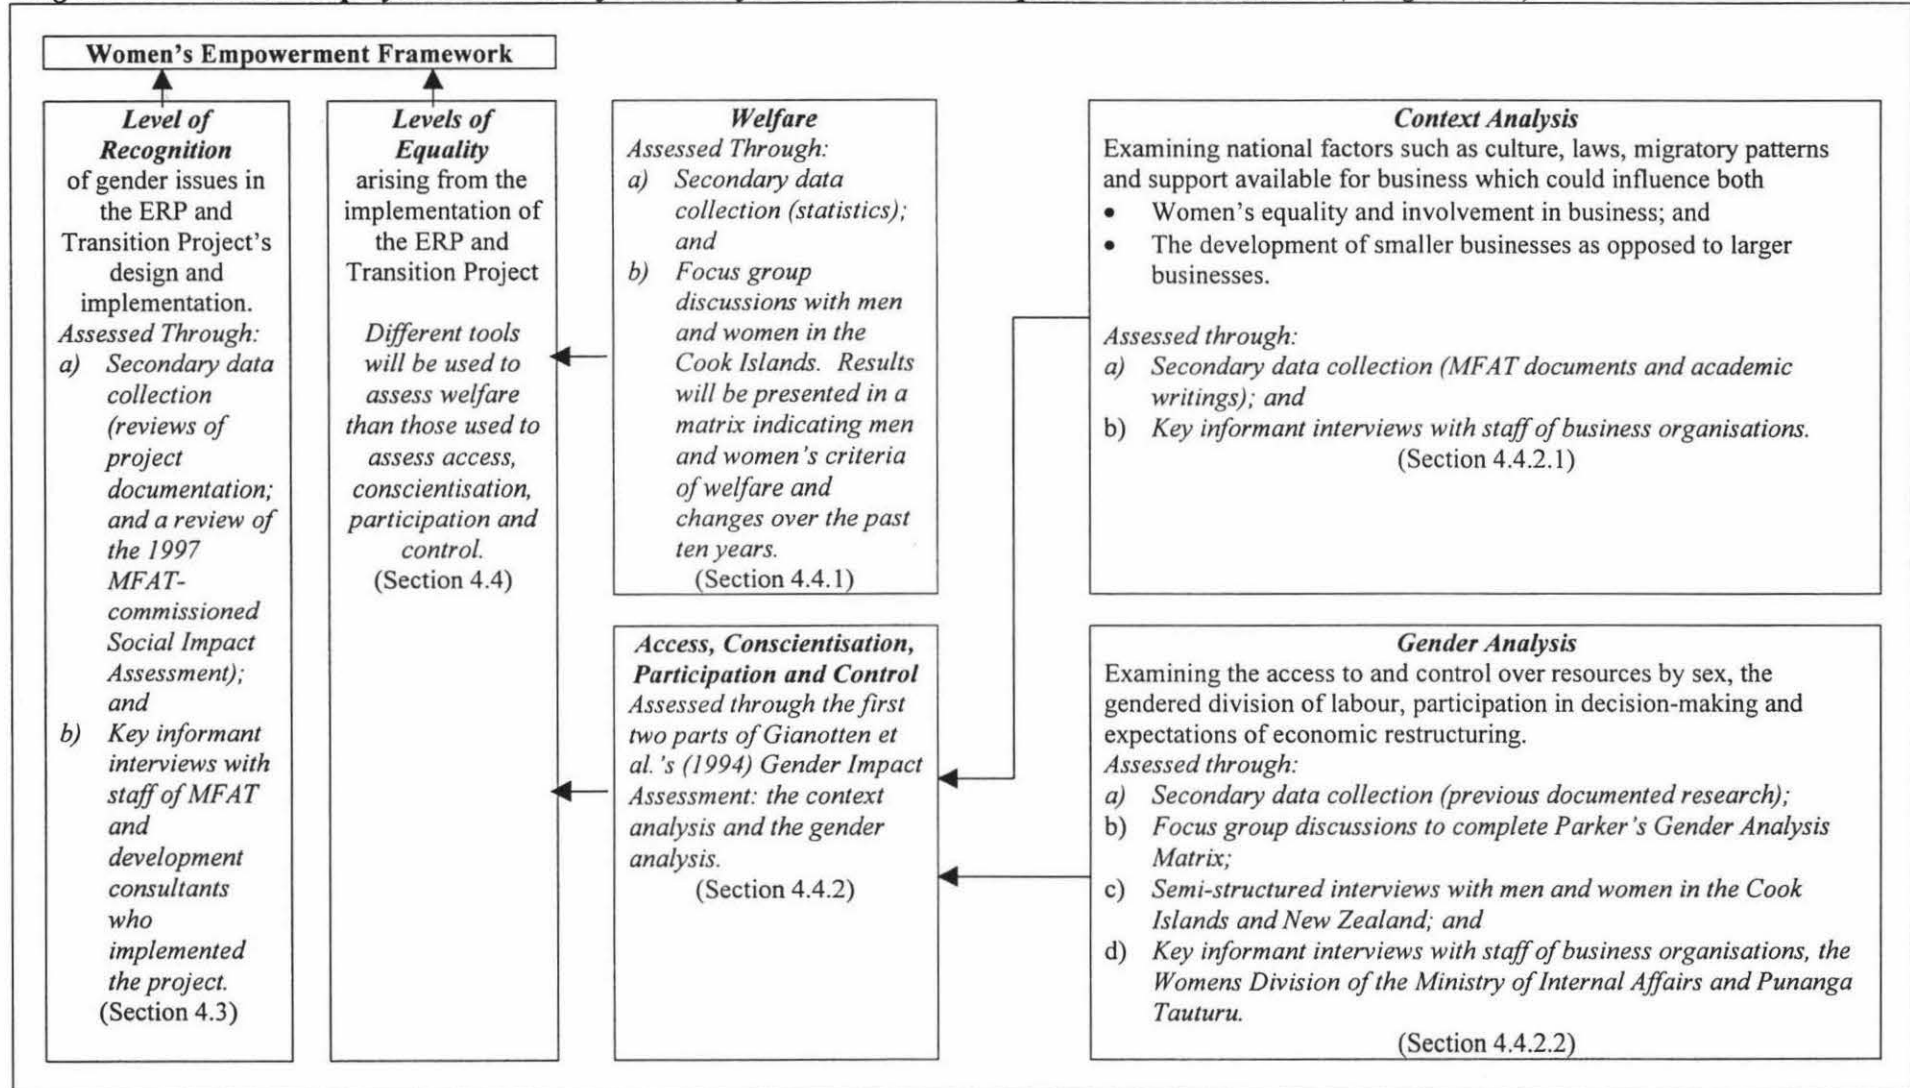 Women's Empowerment Framework
Level of
Recognition
of gender issues in
the ERP and
Transition Project's
design and
implementation.
Assessed Through:
a) Secondary data
collection
(reviews of
project
documentation;
and a review of
the 1997
MFAT-
commissioned
Social Impact
Assessment);
and
b) Key informant
interviews with
staff of MFAT
and
development
consultants
who
implemented
the project.
(Section 4.3)
Levels of
Equality
arising from the
implementation of
the ERP and
Transition Project
Different tools
will be used to
assess welfare
than those used to
assess access,
conscientisation,
participation and
control.
(Section 4.4)
Welfare
Assessed Through:
a) Secondary data
collection (statistics);
and
b) Focus group
discussions with men
and women in the
Cook Islands. Results
will be presented in a
matrix indicating men
and women's criteria
of welfare and
changes over the past
ten years.
(Section 4.4.1)
Access, Conscientisation,
Participation and Control
Assessed through the first
two parts of Gianotten et
al.'s (1994) Gender Impact
Assessment: the context
analysis and the gender
analysis.
(Section 4.4.2)
Context Analysis
Examining national factors such as culture, laws, migratory patterns
and support available for business which could influence both
• Women's equality and involvement in business; and
• The development of smaller businesses as opposed to larger
businesses.
Assessed through:
a) Secondary data collection (MFAT documents and academic
writings); and
b) Key informant interviews with staff of business organisations.
(Section 4.4.2.1)
Gender Analysis
Examining the access to and control over resources by sex, the
gendered division of labour, participation in decision-making and
expectations of economic restructuring.
Assessed through:
a) Secondary data collection (previous documented research);
b) Focus group discussions to complete Parker's Gender Analysis
Matrix;
c) Semi-structured interviews with men and women in the Cook
Islands and New Zealand; and
d) Key informant interviews with staff of business organisations, the
Womens Division of the Ministry of Internal Affairs and Punanga
Tauturu.
(Section 4.4.2.2)